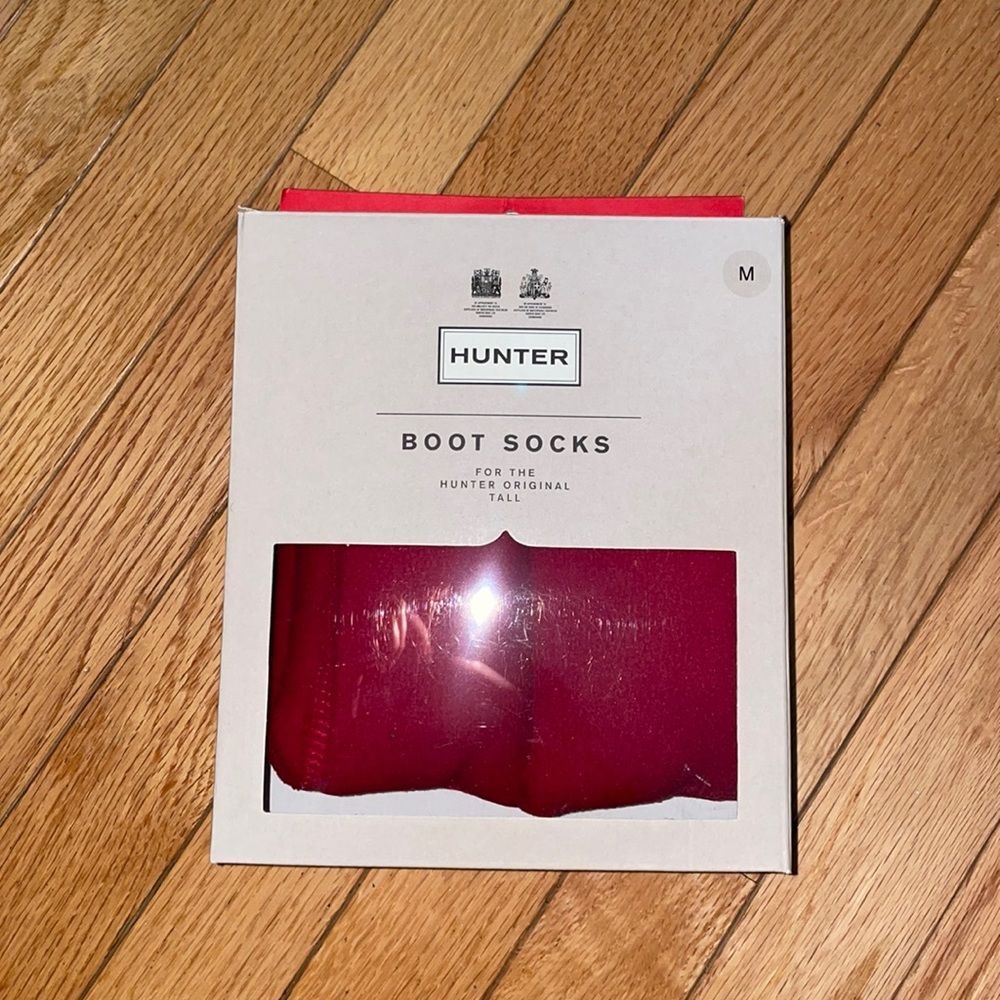 M
HUNTER
BOOT SOCKS
FOR THE
HUNTER ORIGINAL
TALL